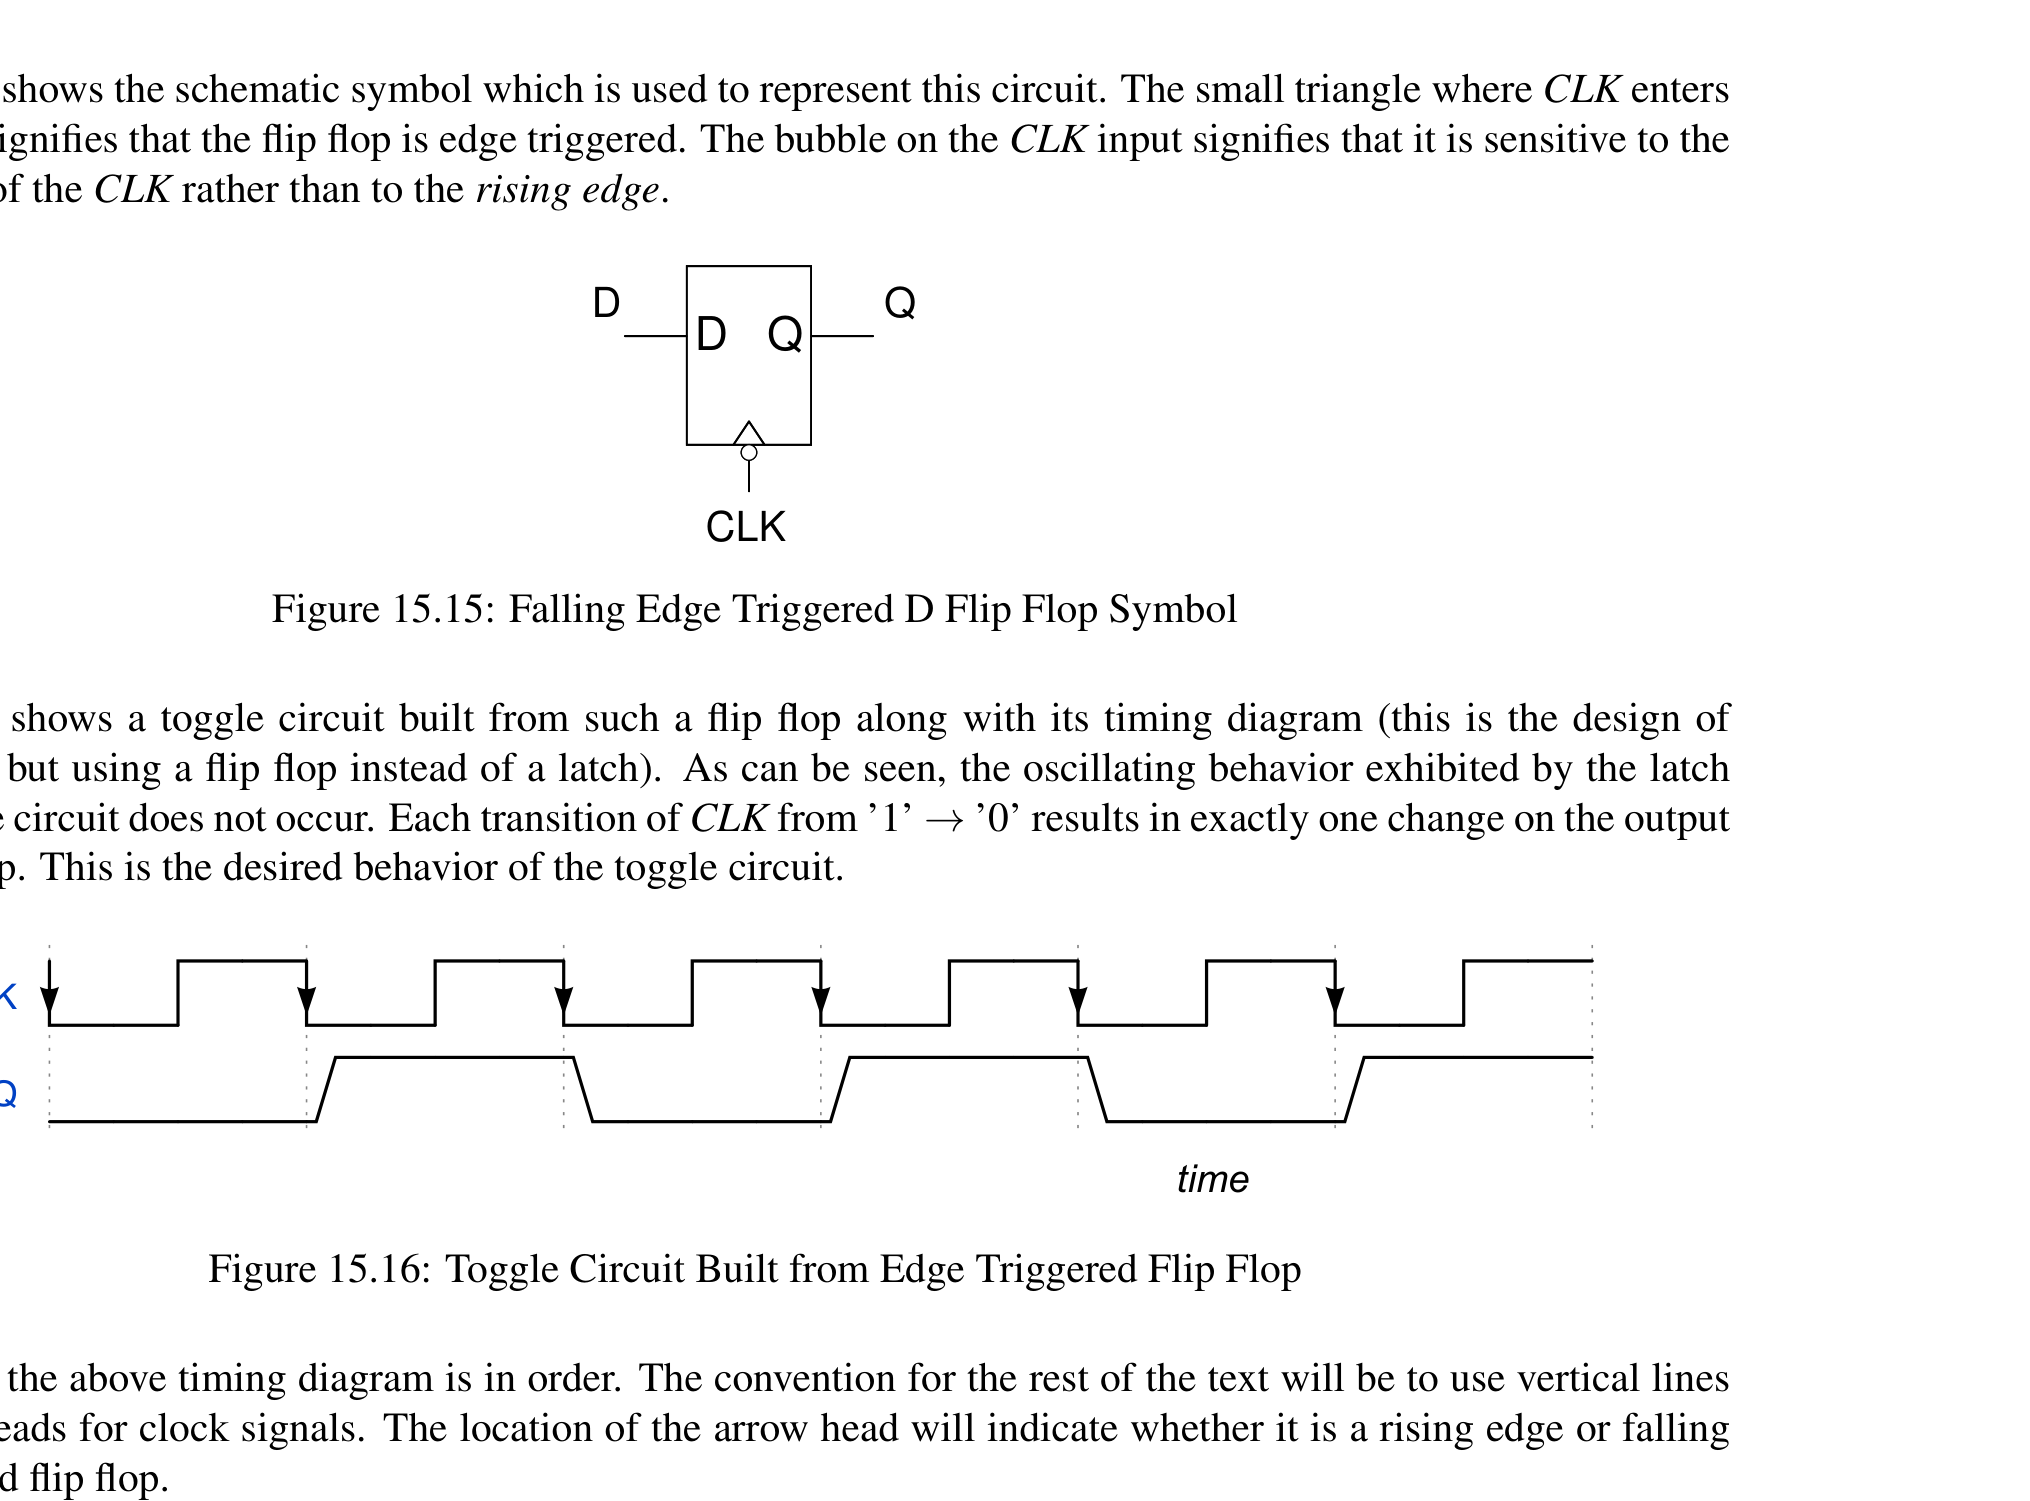 shows the schematic symbol which is used to represent this circuit. The small triangle where CLK enters
ignifies that the flip flop is edge triggered. The bubble on the CLK input signifies that it is sensitive to the
of the CLK rather than to the rising edge.
D
Q
D Q
CLK
Figure 15.15: Falling Edge Triggered D Flip Flop Symbol
shows a toggle circuit built from such a flip flop along with its timing diagram (this is the design of
but using a flip flop instead of a latch). As can be seen, the oscillating behavior exhibited by the latch
e circuit does not occur. Each transition of CLK from ’1’ → ’0’ results in exactly one change on the output
p. This is the desired behavior of the toggle circuit.
K
Q
time
Figure 15.16: Toggle Circuit Built from Edge Triggered Flip Flop
the above timing diagram is in order. The convention for the rest of the text will be to use vertical lines
eads for clock signals. The location of the arrow head will indicate whether it is a rising edge or falling
d flip flop.